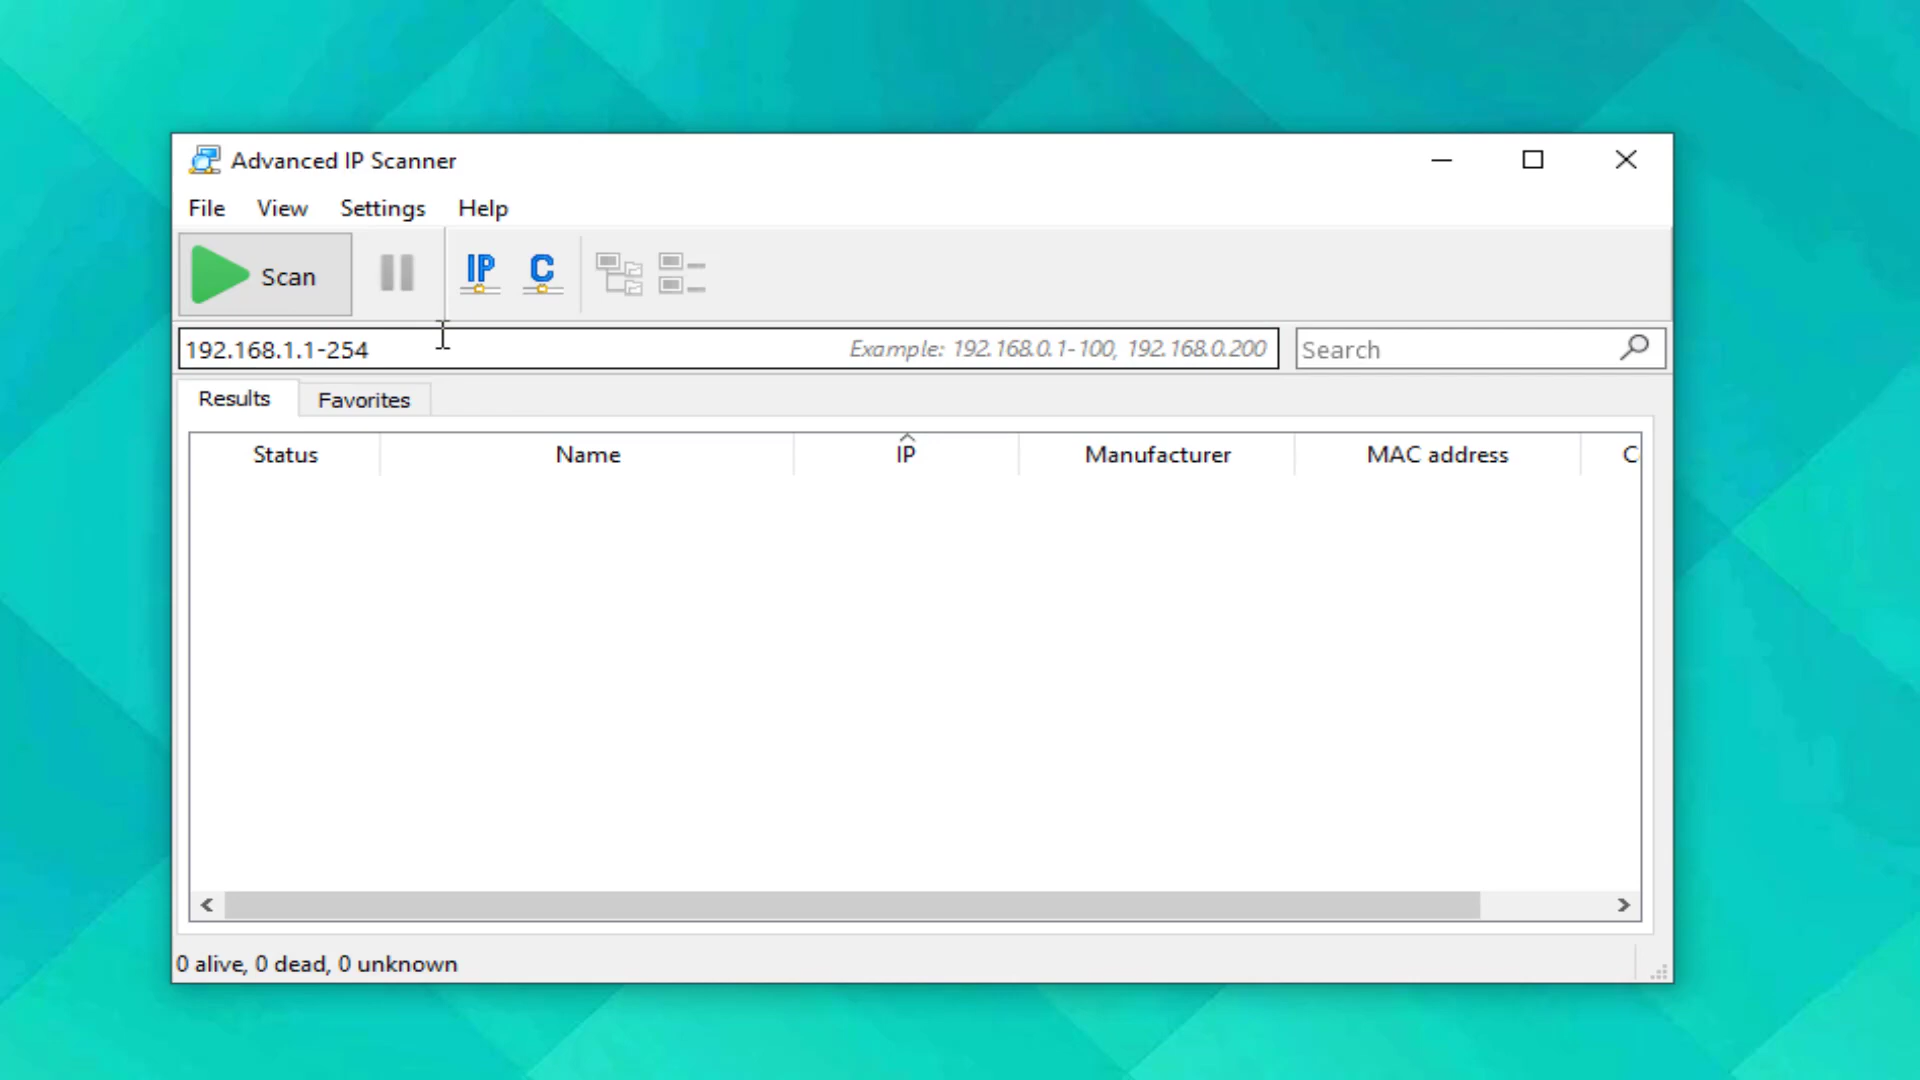 Advanced IP Scanner
File View Settings Help
Scan IP C
192.168.1.1-254 Example: 192.168.0.1-100, 192.168.0.200 Search
Results Favorites
Status Name IP Manufacturer MAC address C
0 alive, 0 dead, 0 unknown